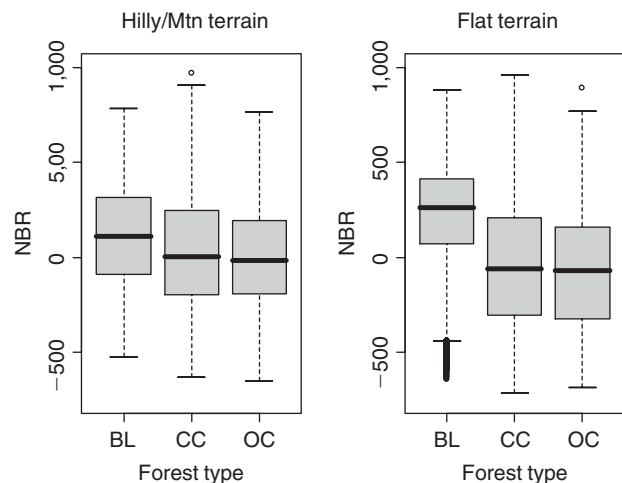 Hilly/Mtn terrain
NBR
1,000
5,00
0
−500
BL CC OC
Forest type
Flat terrain
NBR
1,000
500
0
−500
BL CC OC
Forest type